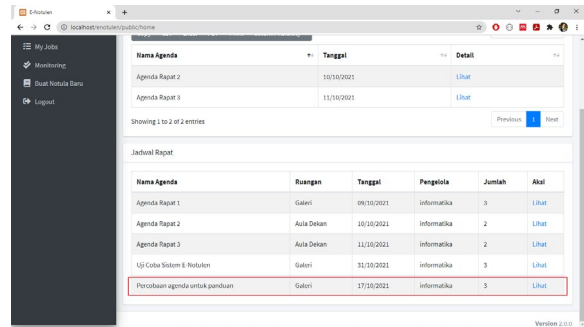 E-Notulen
localhost/enotulen/public/home
My Jobs
Monitoring
Buat Notula Baru
Logout
Nama Agenda Tanggal Detail
Agenda Rapat 2 10/10/2021 Lihat
Agenda Rapat 3 11/10/2021 Lihat
Showing 1 to 2 of 2 entries Previous 1 Next
Jadwal Rapat
Nama Agenda Ruangan Tanggal Pengelola Jumlah Aksi
Agenda Rapat 1 Galeri 09/10/2021 informatika 3 Lihat
Agenda Rapat 2 Aula Dekan 10/10/2021 informatika 2 Lihat
Agenda Rapat 3 Aula Dekan 11/10/2021 informatika 2 Lihat
Uji Coba Sistem E-Notulen Galeri 31/10/2021 informatika 3 Lihat
Percobaan agenda untuk panduan Galeri 17/10/2021 informatika 3 Lihat
Version 2.0.0